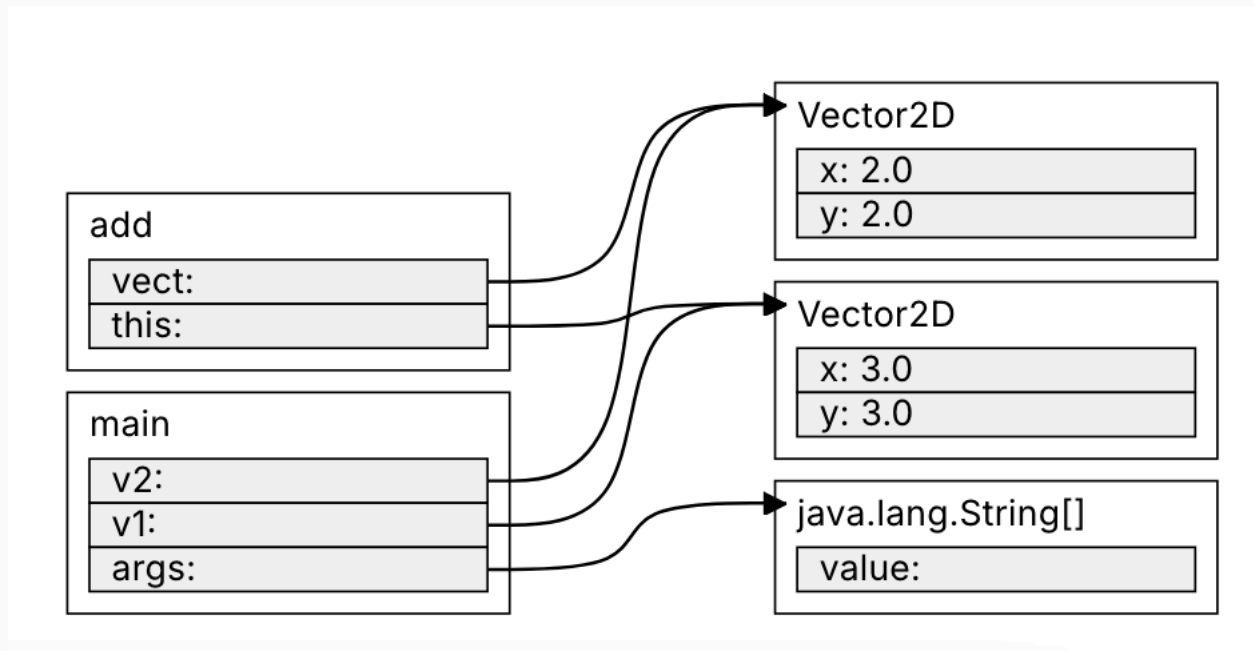 add
vect:
this:
main
v2:
v1:
args:
Vector2D
x: 2.0
y: 2.0
Vector2D
x: 3.0
y: 3.0
java.lang.String[]
value: